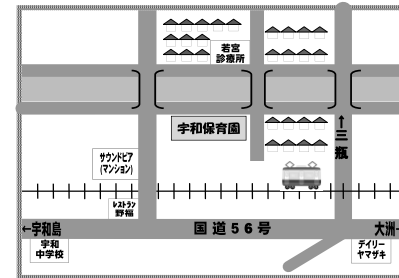 若宮
診療所
宇和保育園
↑三瓶
サウンドピア
(マンション)
レストラン
野福
←宇和島
国道56号
大洲→
宇和
中学校
デイリー
ヤマザキ